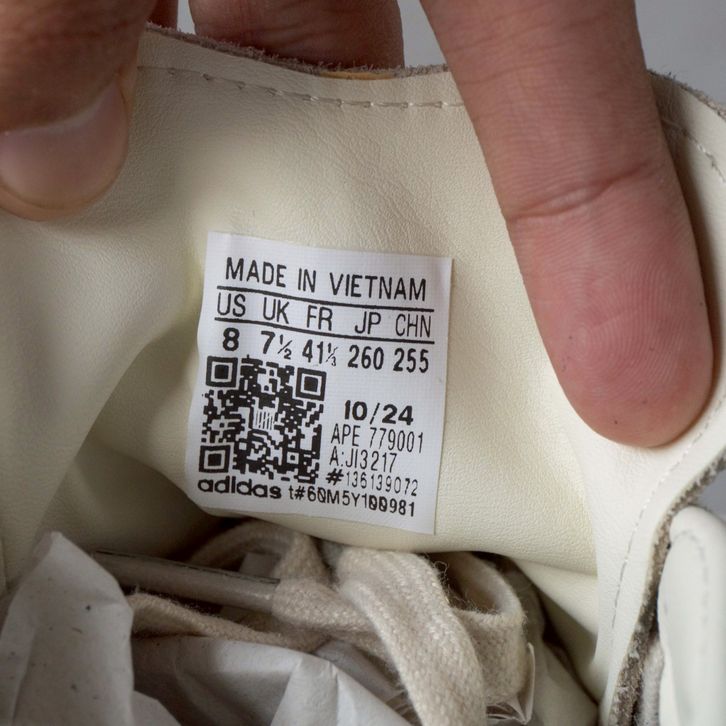 MADE IN VIETNAM
US UK FR JP CHN
8 7½ 41⅓ 260 255
10/24
APE 779001
A:JI3217
#136139072
adidas t#60M5Y100981